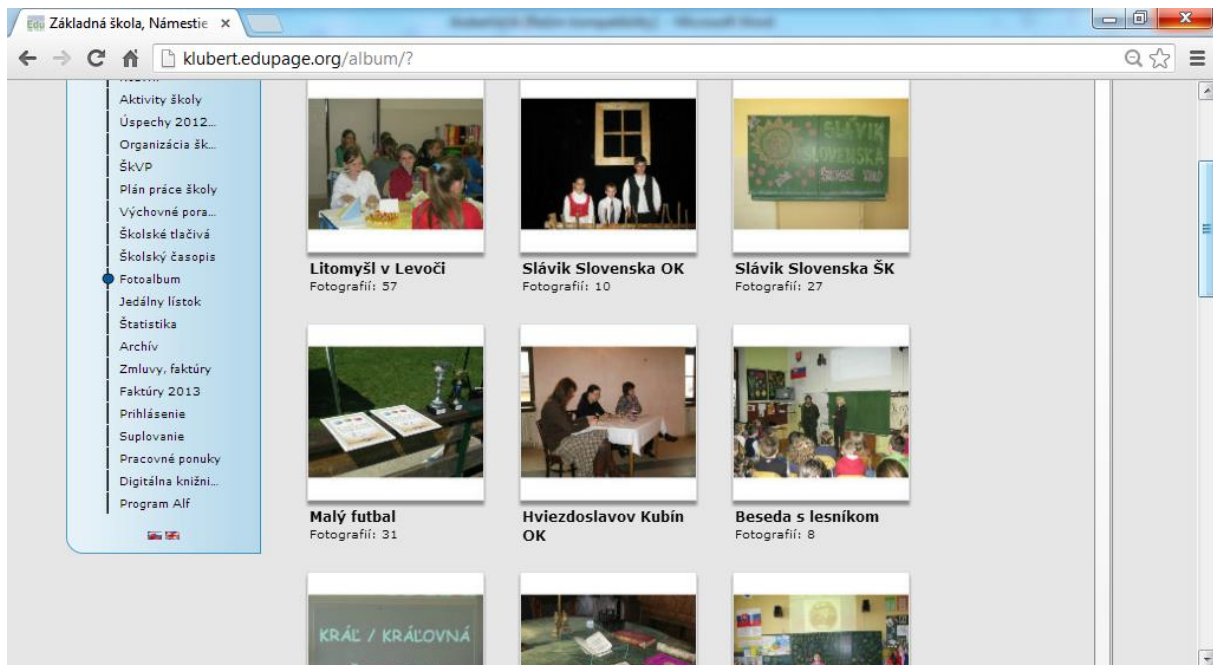 Základná škola, Námestie
klubert.edupage.org/album/?
Aktivity školy
Úspechy 2012...
Organizácia šk...
ŠkVP
Plán práce školy
Výchovné pora...
Školské tlačivá
Školský časopis
Fotoalbum
Jedálny lístok
Štatistika
Archív
Zmluvy, faktúry
Faktúry 2013
Prihlásenie
Suplovanie
Pracovné ponuky
Digitálna knižni...
Program Alf
SLÁVIK
SLOVENSKA
ŠKOLSKÉ KOLO
Litomyšl v Levoči
Fotografií: 57
Slávik Slovenska OK
Fotografií: 10
Slávik Slovenska ŠK
Fotografií: 27
Malý futbal
Fotografií: 31
Hviezdoslavov Kubín
OK
Beseda s lesníkom
Fotografií: 8
KRÁĽ / KRÁĽOVNÁ